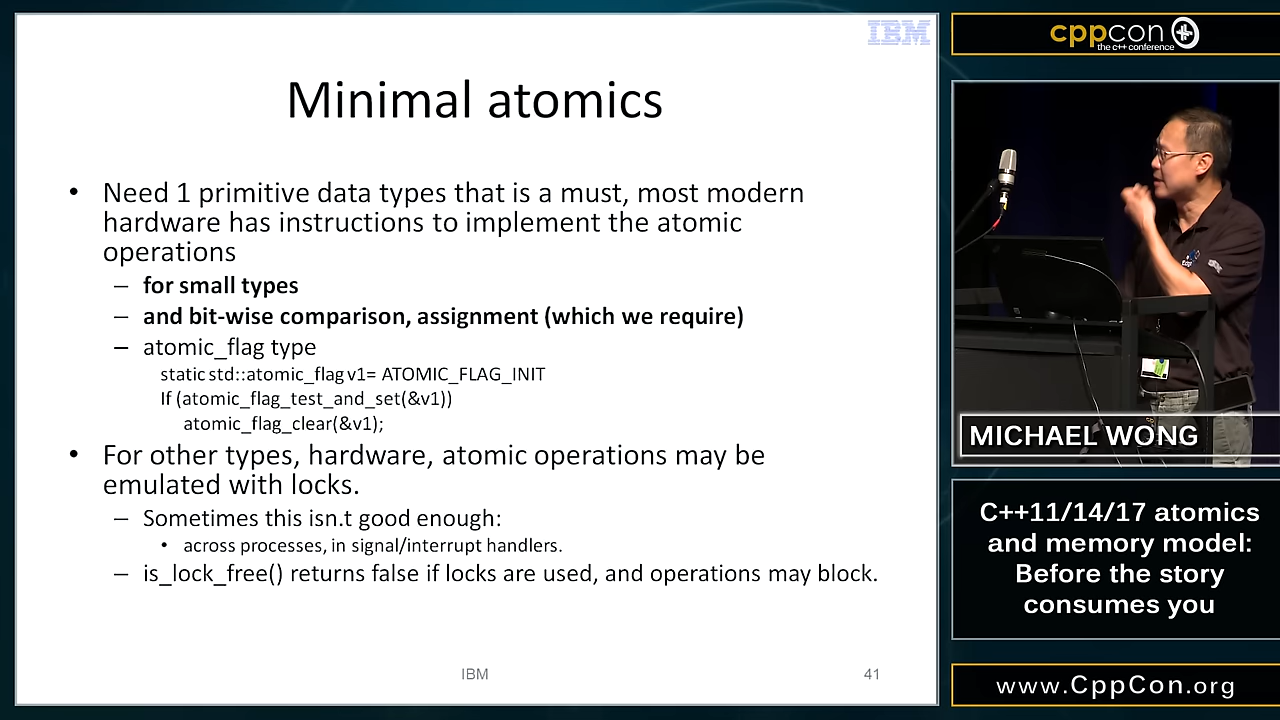 IBM
Minimal atomics
• Need 1 primitive data types that is a must, most modern
hardware has instructions to implement the atomic
operations
– for small types
– and bit-wise comparison, assignment (which we require)
– atomic_flag type
static std::atomic_flag v1= ATOMIC_FLAG_INIT
If (atomic_flag_test_and_set(&v1))
atomic_flag_clear(&v1);
• For other types, hardware, atomic operations may be
emulated with locks.
– Sometimes this isn.t good enough:
• across processes, in signal/interrupt handlers.
– is_lock_free() returns false if locks are used, and operations may block.
IBM
41
cppcon
the c++ conference
MICHAEL WONG
C++11/14/17 atomics
and memory model:
Before the story
consumes you
www.CppCon.org